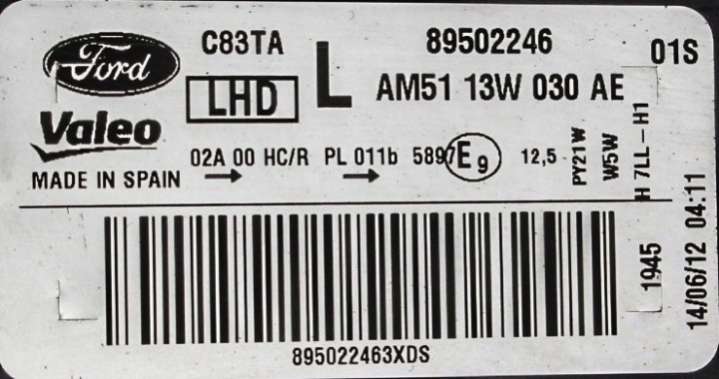 Ford
C83TA
89502246
01S
LHD
L
AM51 13W 030 AE
Valeo
02A 00 HC/R PL 011b 5897 E9 12,5
MADE IN SPAIN
PY21W
W5W
H 7LL-H1
1945
14/06/12 04:11
895022463XDS